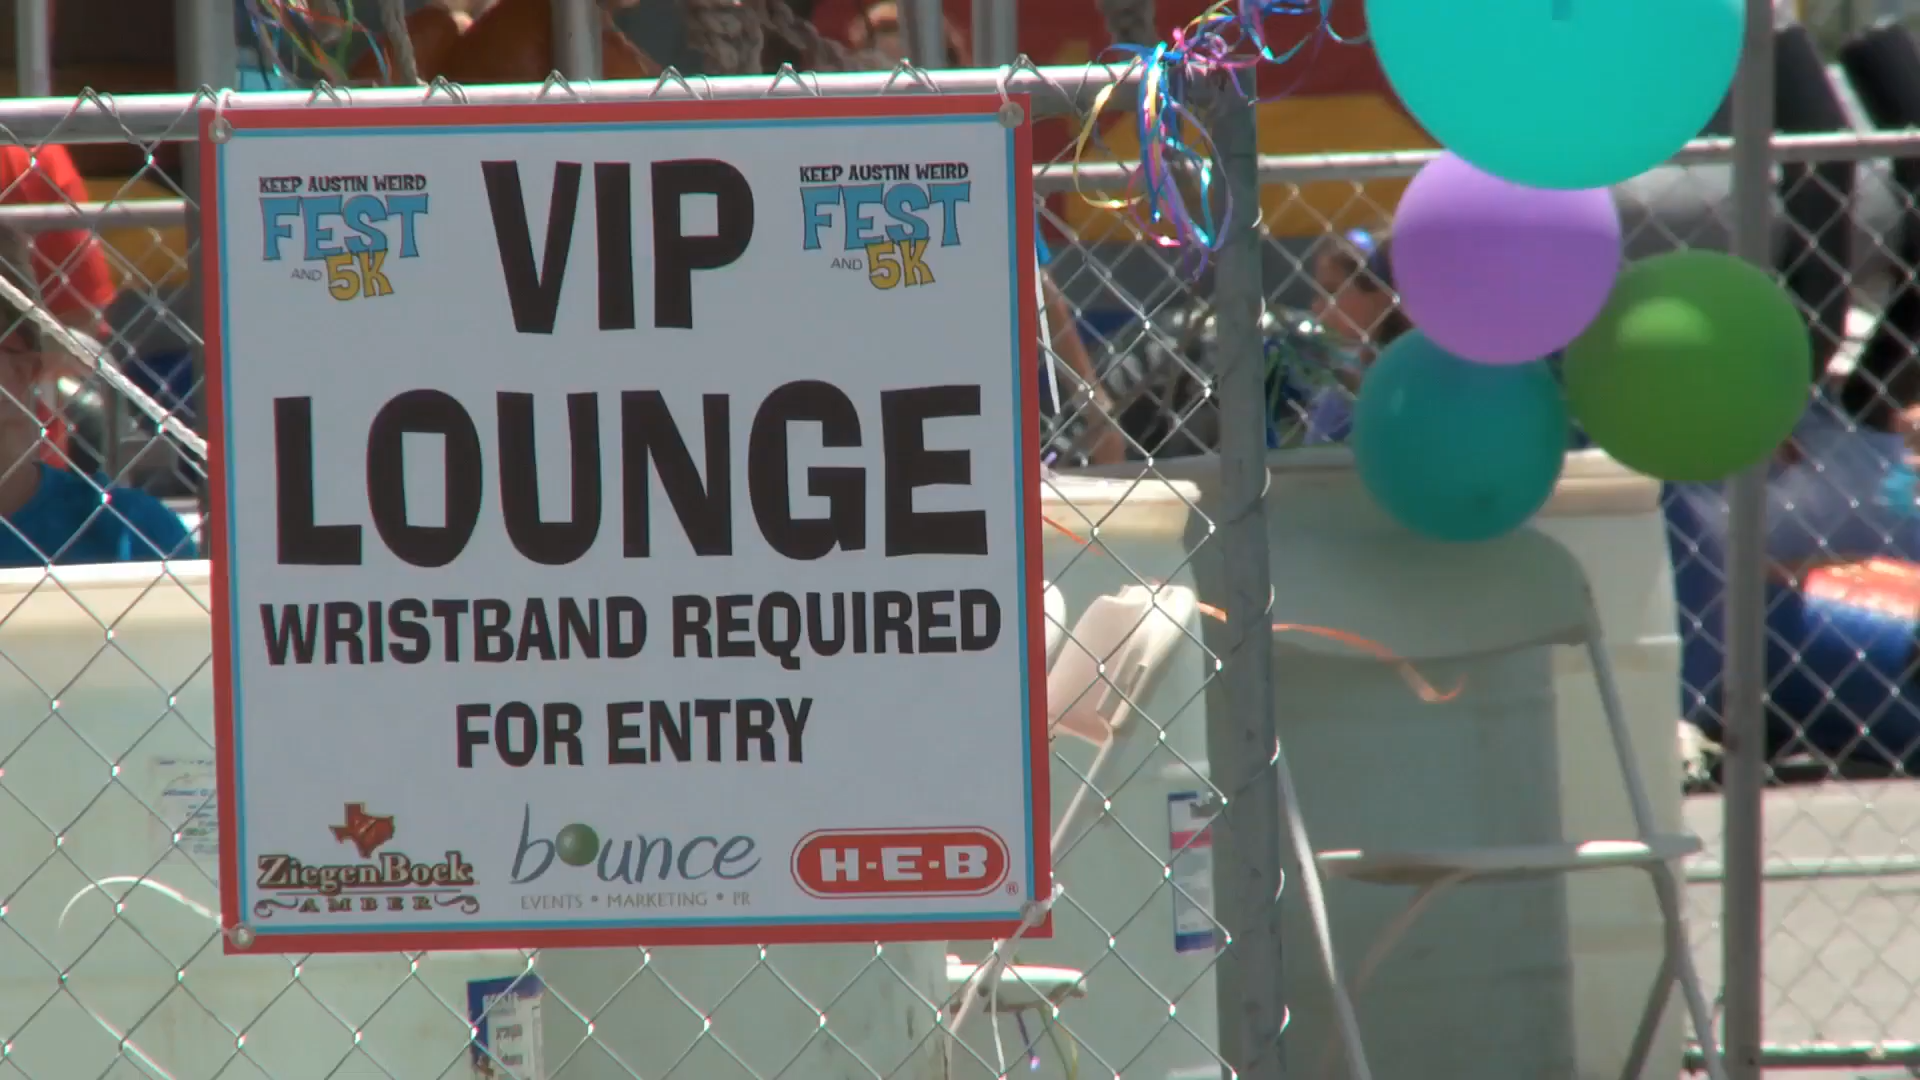 KEEP AUSTIN WEIRD
FEST
AND 5K
VIP
KEEP AUSTIN WEIRD
FEST
AND 5K
LOUNGE
WRISTBAND REQUIRED
FOR ENTRY
ZiegenBock
AMBER
bounce
EVENTS • MARKETING • PR
H-E-B ®